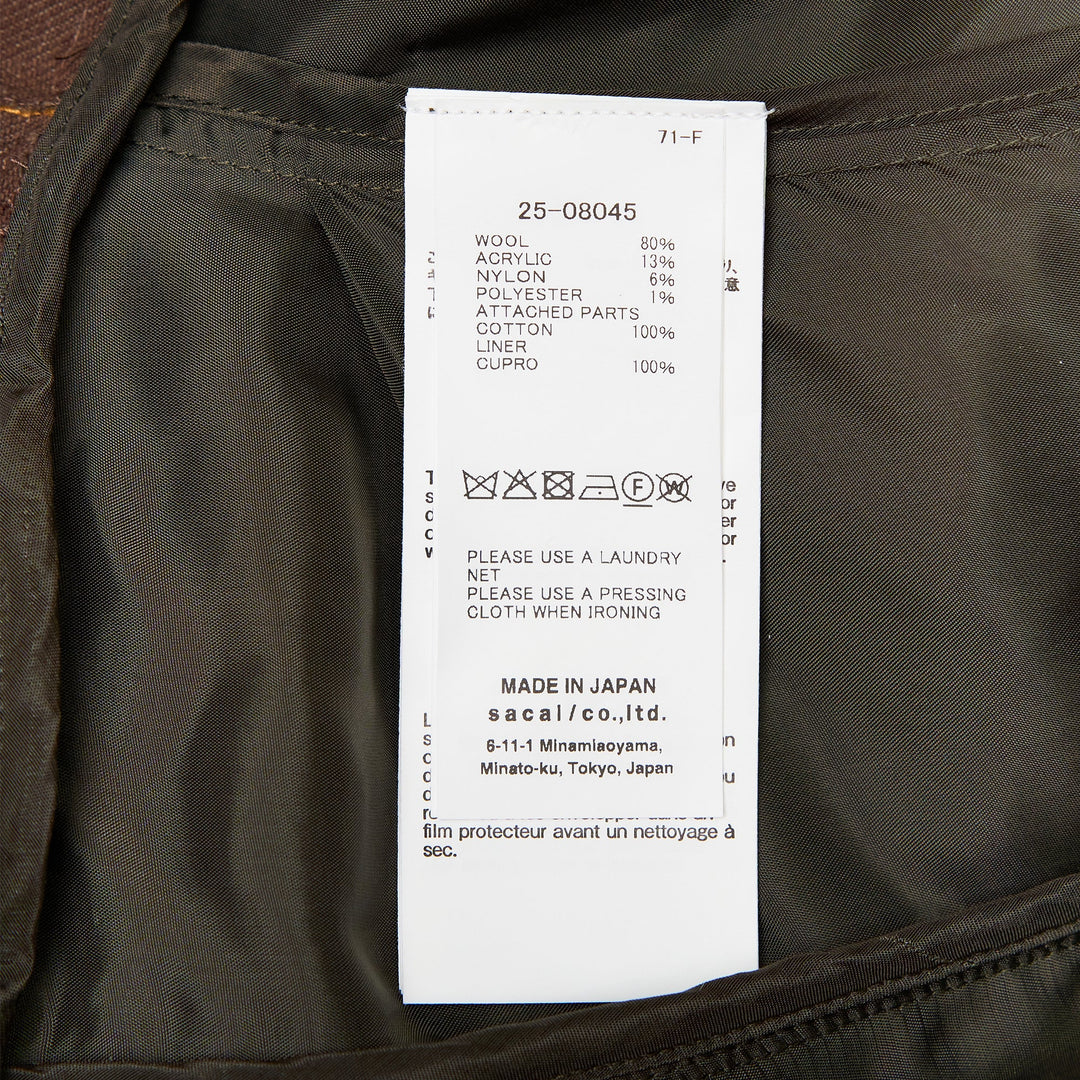 71-F
25-08045
WOOL 80%
ACRYLIC 13%
NYLON 6%
POLYESTER 1%
ATTACHED PARTS
COTTON 100%
LINER
CUPRO 100%
F W
PLEASE USE A LAUNDRY
NET
PLEASE USE A PRESSING
CLOTH WHEN IRONING
MADE IN JAPAN
sacai/co.,ltd.
6-11-1 Minamiaoyama,
Minato-ku, Tokyo, Japan
film protecteur avant un nettoyage à
sec.